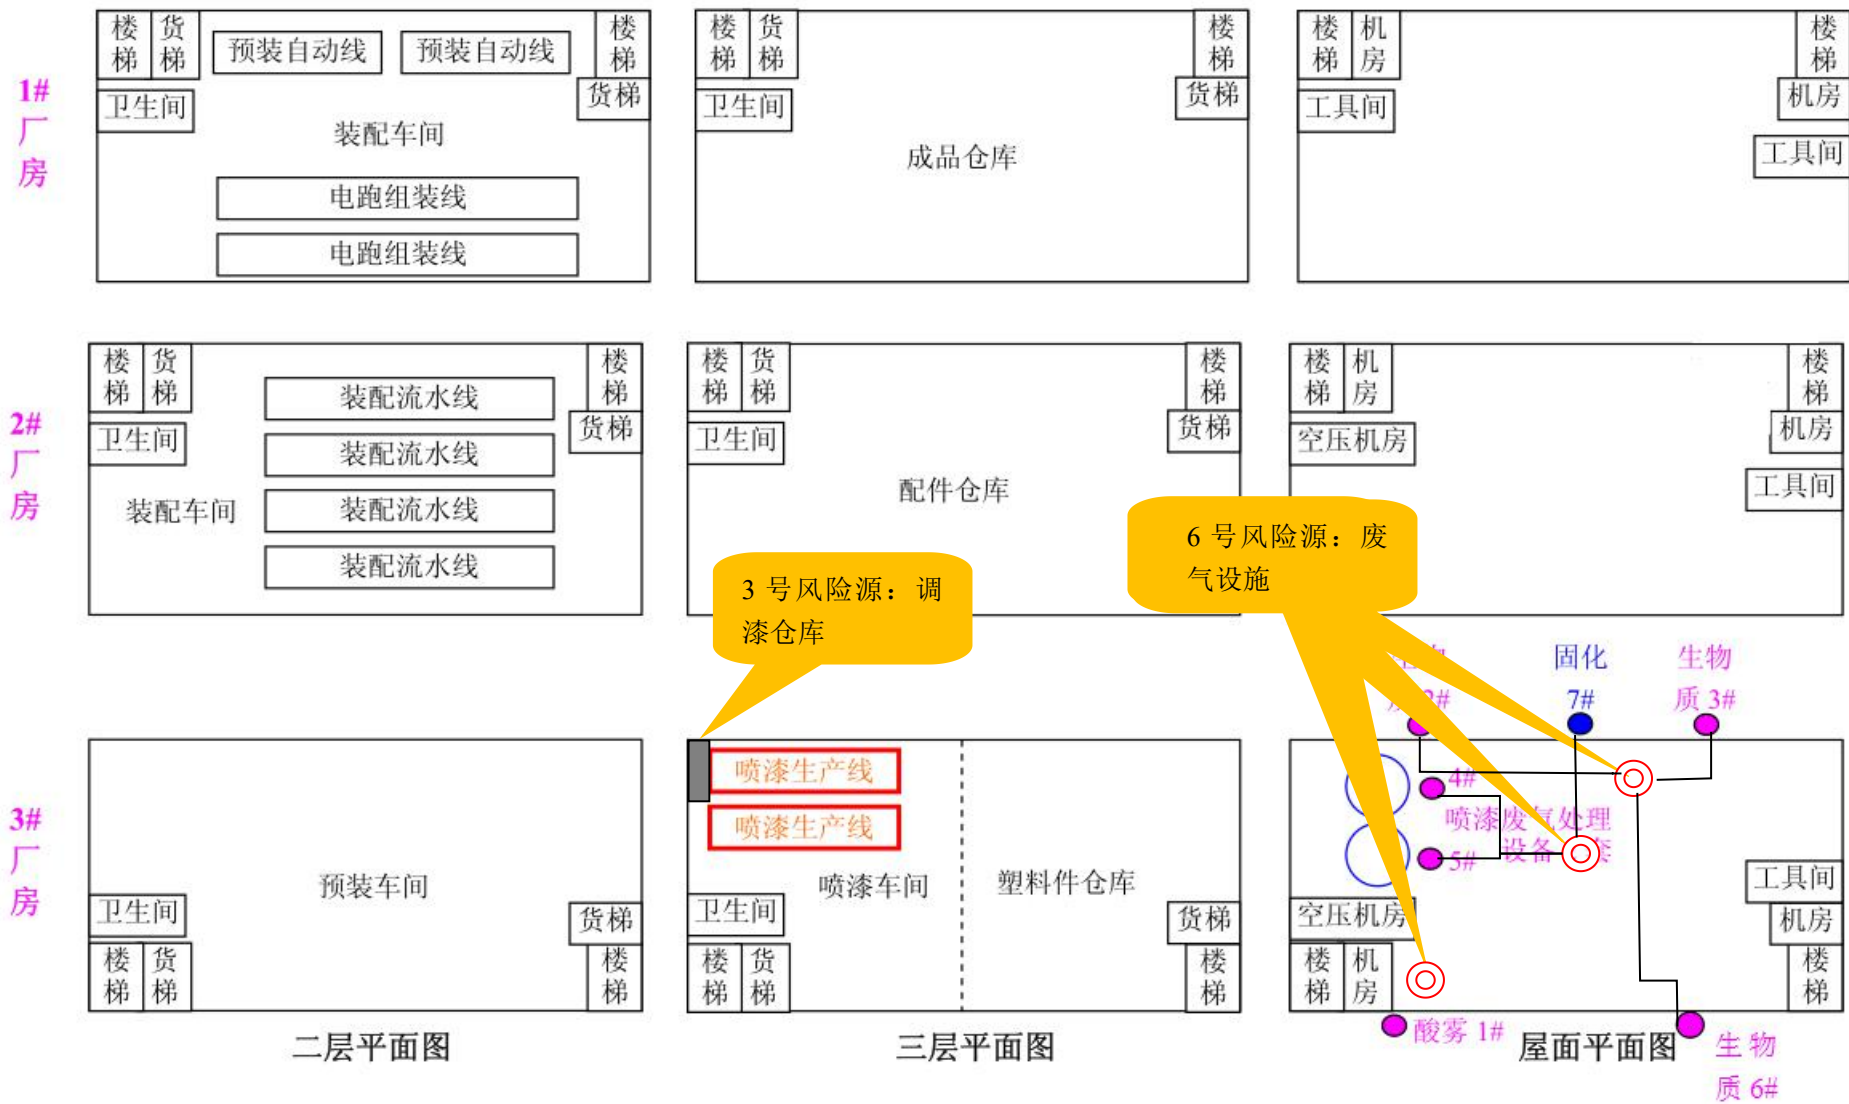 1#
厂
房
楼梯
货梯
预装自动线
预装自动线
楼梯
货梯
卫生间
装配车间
电跑组装线
电跑组装线
楼梯
货梯
楼梯
货梯
卫生间
成品仓库
楼梯
机房
楼梯
机房
工具间
工具间
2#
厂
房
楼梯
货梯
装配流水线
楼梯
货梯
卫生间
装配流水线
装配车间
装配流水线
装配流水线
楼梯
货梯
楼梯
货梯
卫生间
配件仓库
楼梯
机房
楼梯
机房
空压机房
工具间
3 号风险源：调
漆仓库
6 号风险源：废
气设施
2#
固化
7#
生物
质 3#
3#
厂
房
预装车间
卫生间
货梯
楼梯
货梯
楼梯
喷漆生产线
喷漆生产线
喷漆车间
塑料件仓库
卫生间
货梯
楼梯
货梯
楼梯
4#
喷漆废气处理
设备
套
5#
工具间
空压机房
机房
楼梯
机房
楼梯
酸雾 1#
生物
质 6#
二层平面图
三层平面图
屋面平面图